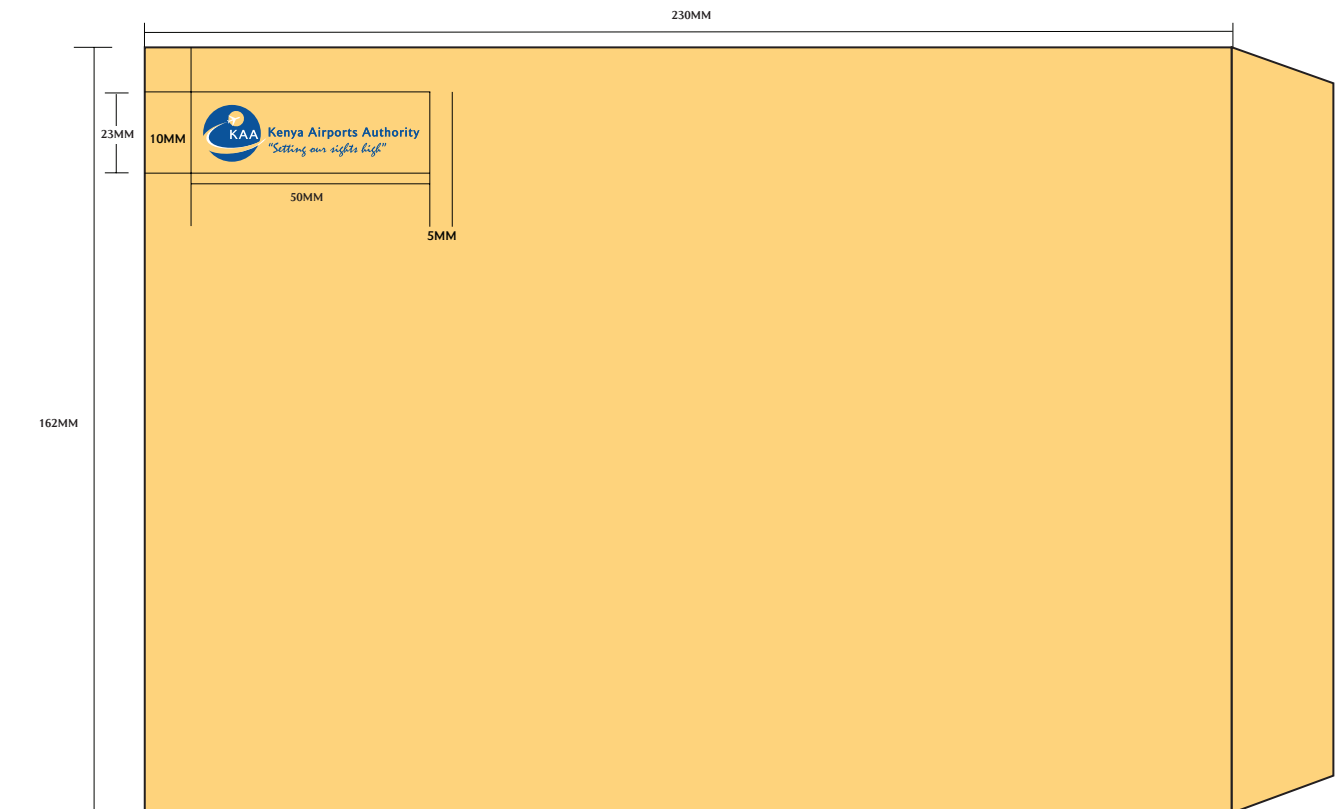 230MM
23MM
10MM
KAA
Kenya Airports Authority
"Setting our sights high"
50MM
5MM
162MM